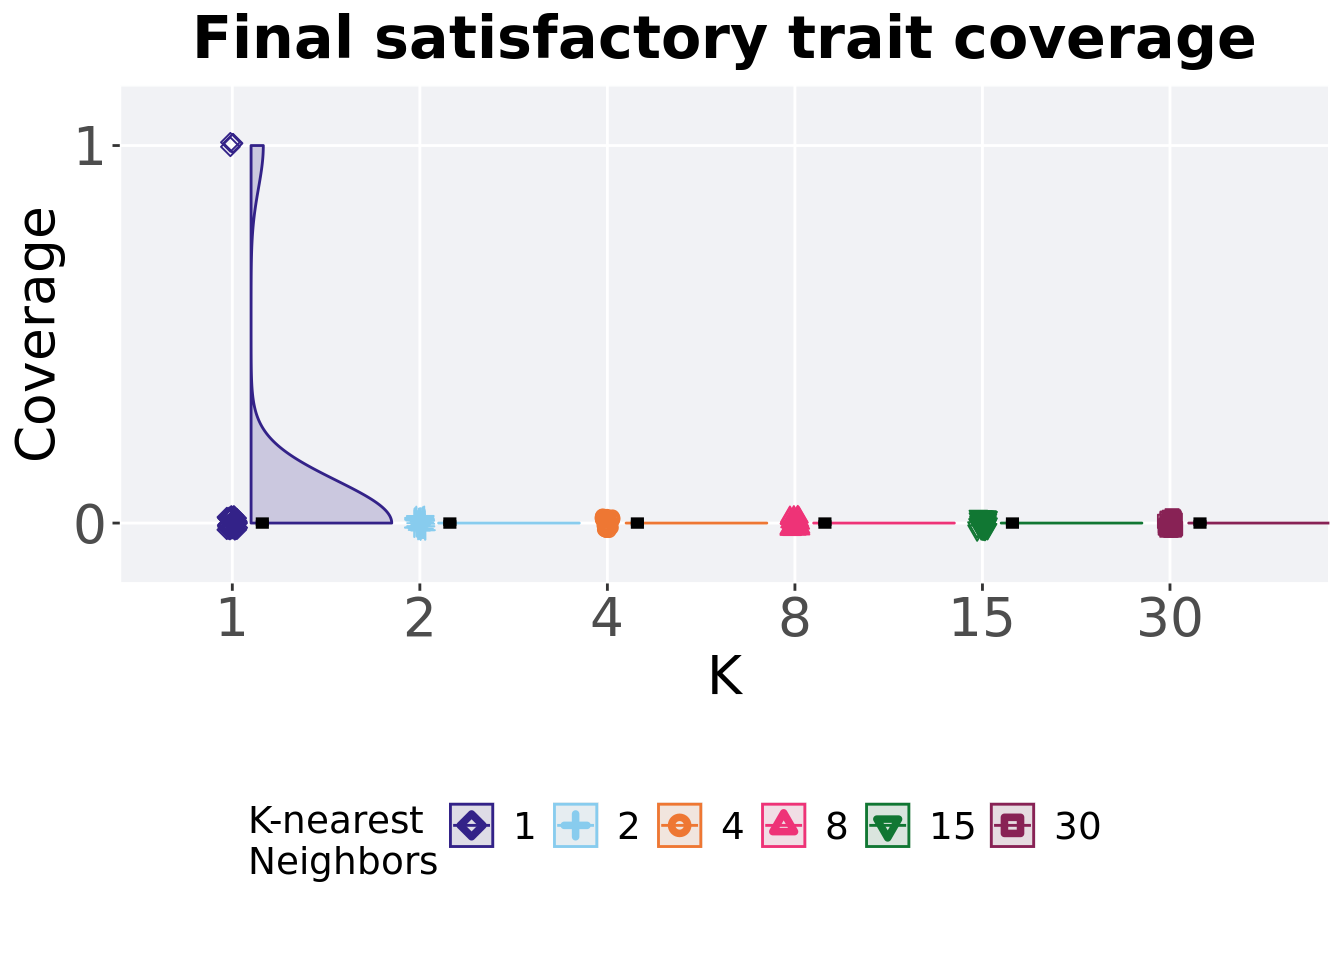 Final satisfactory trait coverage
Coverage
1
0
1 2 4 8 15 30
K
K-nearest
Neighbors
1 2 4 8 15 30